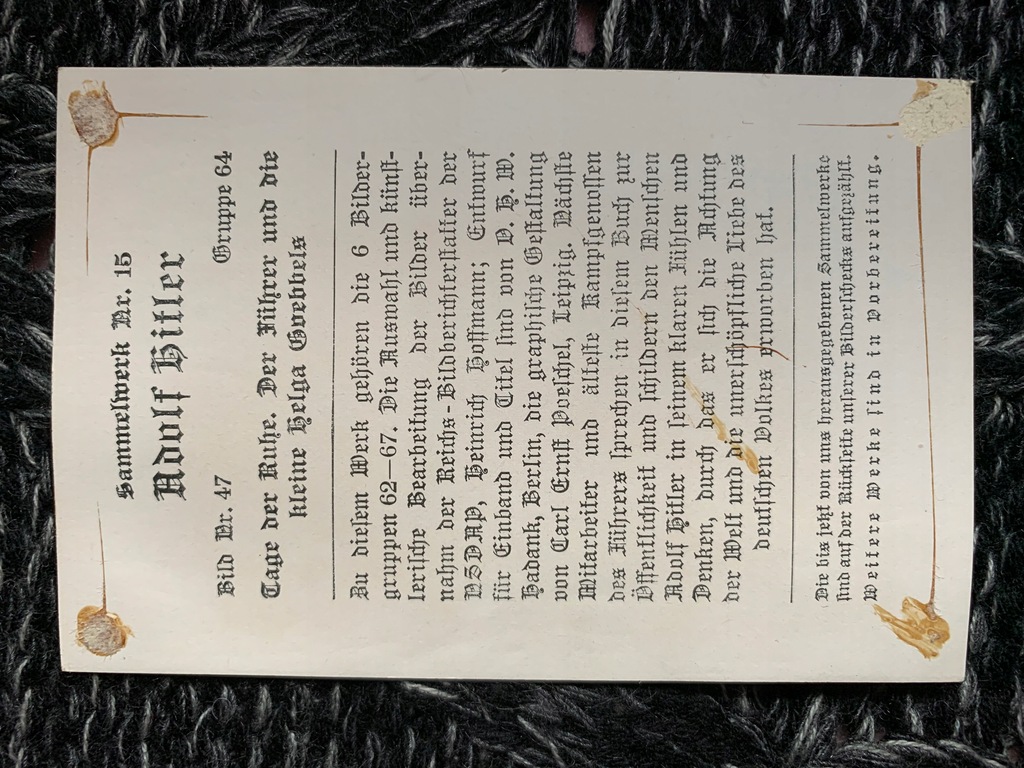 Sammelwerk Nr. 15
Adolf Hitler
Bild Nr. 47 Gruppe 64
Tage der Ruhe. Der Führer und die
kleine Helga Goebbels
Zu diesem Werk gehören die 6 Bilder-
gruppen 62–67. Die Auswahl und künst-
lerische Bearbeitung der Bilder über-
nahm der Reichs-Bildberichterstatter der
NSDAP, Heinrich Hoffmann; Entwurf
für Einband und Titel sind von O. H. W.
Hadank, Berlin, die graphische Gestaltung
von Carl Ernst Poeschel, Leipzig. Nächste
Mitarbeiter und älteste Kampfgenossen
des Führers sprechen in diesem Buch zur
Öffentlichkeit und schildern den Menschen
Adolf Hitler in seinem klaren Fühlen und
Denken, durch das er sich die Achtung
der Welt und die unerschöpfliche Liebe des
deutschen Volkes erworben hat.
Die bis jetzt von uns herausgegebenen Sammelwerke
sind auf der Rückseite unserer Bilderschecks aufgezählt.
Weitere Werke sind in Vorbereitung.